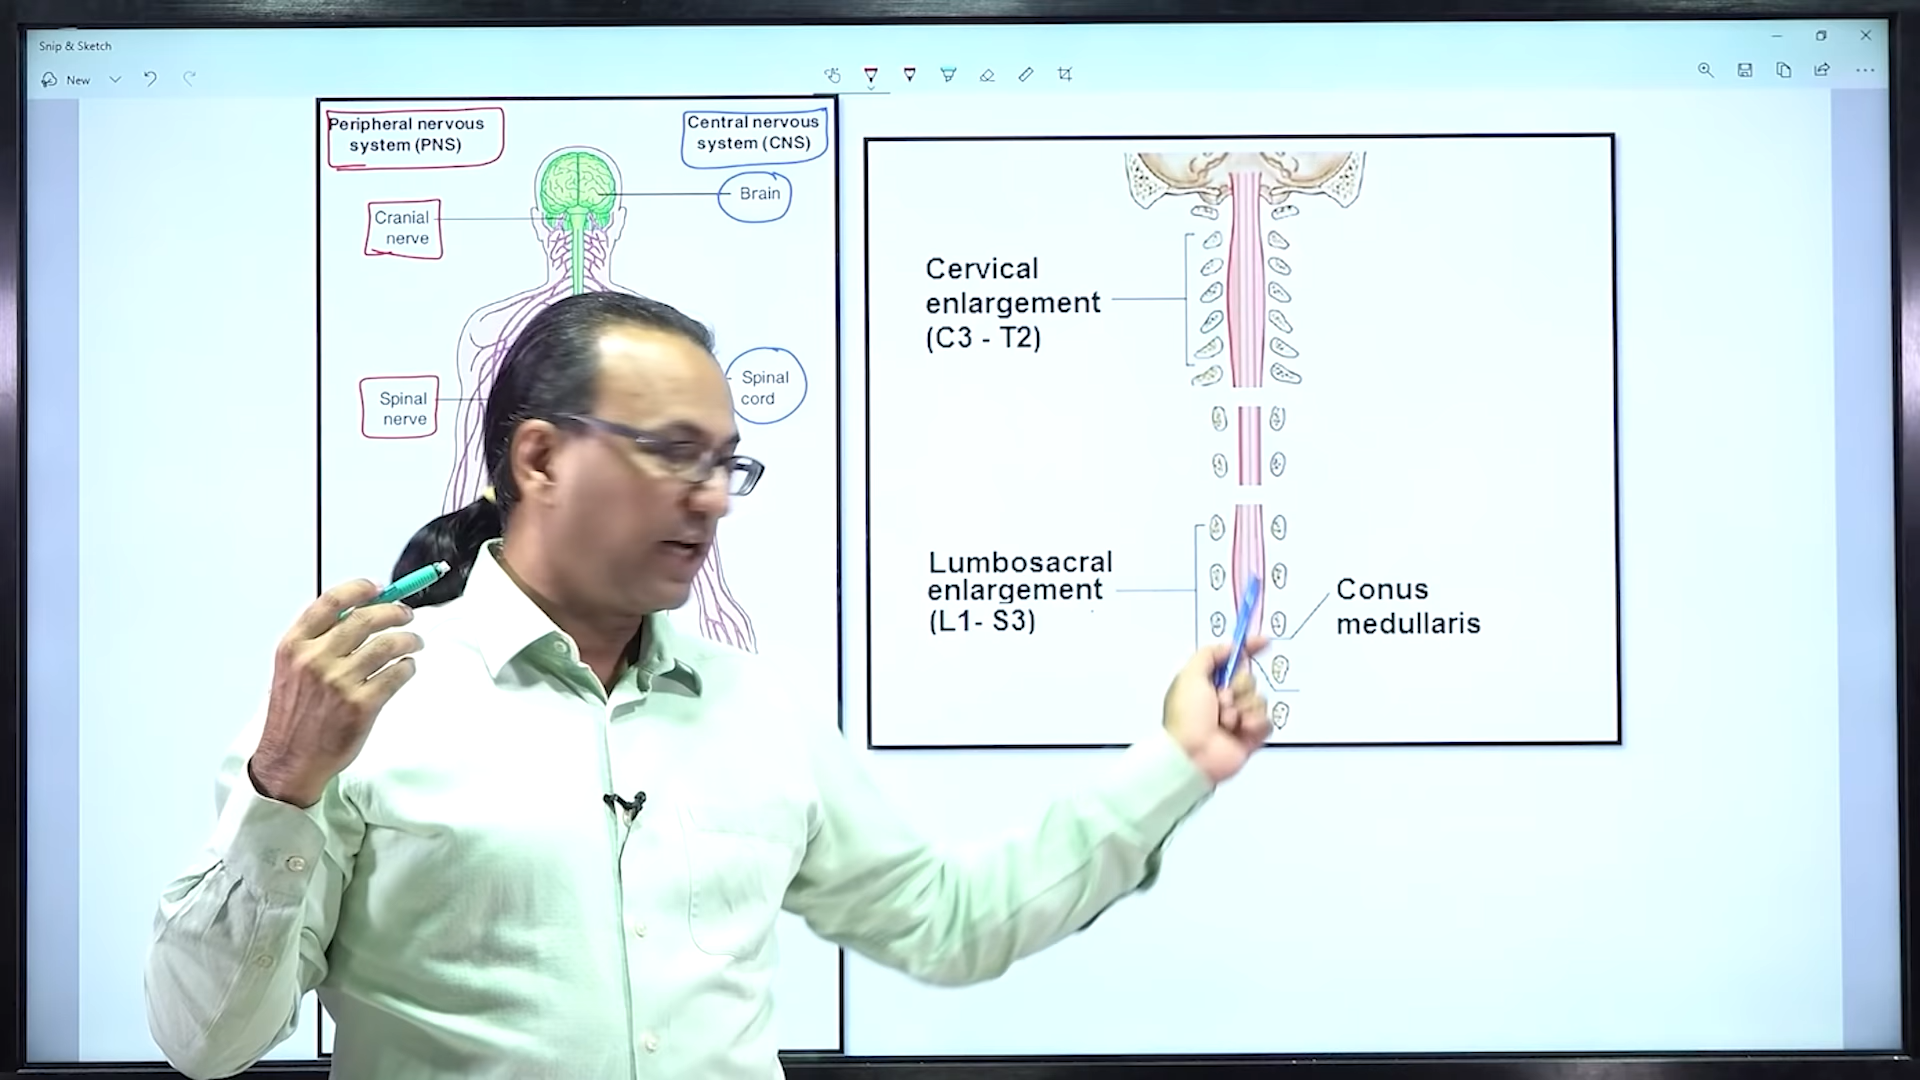 Snip & Sketch
New
Peripheral nervous
system (PNS)
Central nervous
system (CNS)
Brain
Cranial
nerve
Spinal
nerve
Spinal
cord
Cervical
enlargement
(C3 - T2)
Lumbosacral
enlargement
(L1- S3)
Conus
medullaris